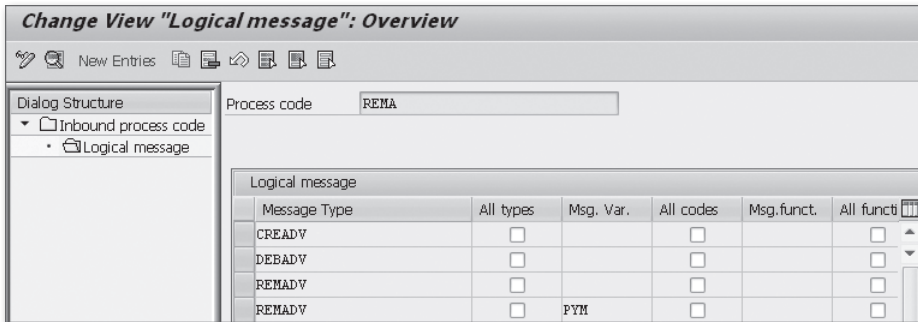 Change View "Logical message": Overview
New Entries
Dialog Structure
Inbound process code
Logical message
Process code REMA
Logical message
Message Type All types Msg. Var. All codes Msg.funct. All functi
CREADV
DEBADV
REMADV
REMADV PYM